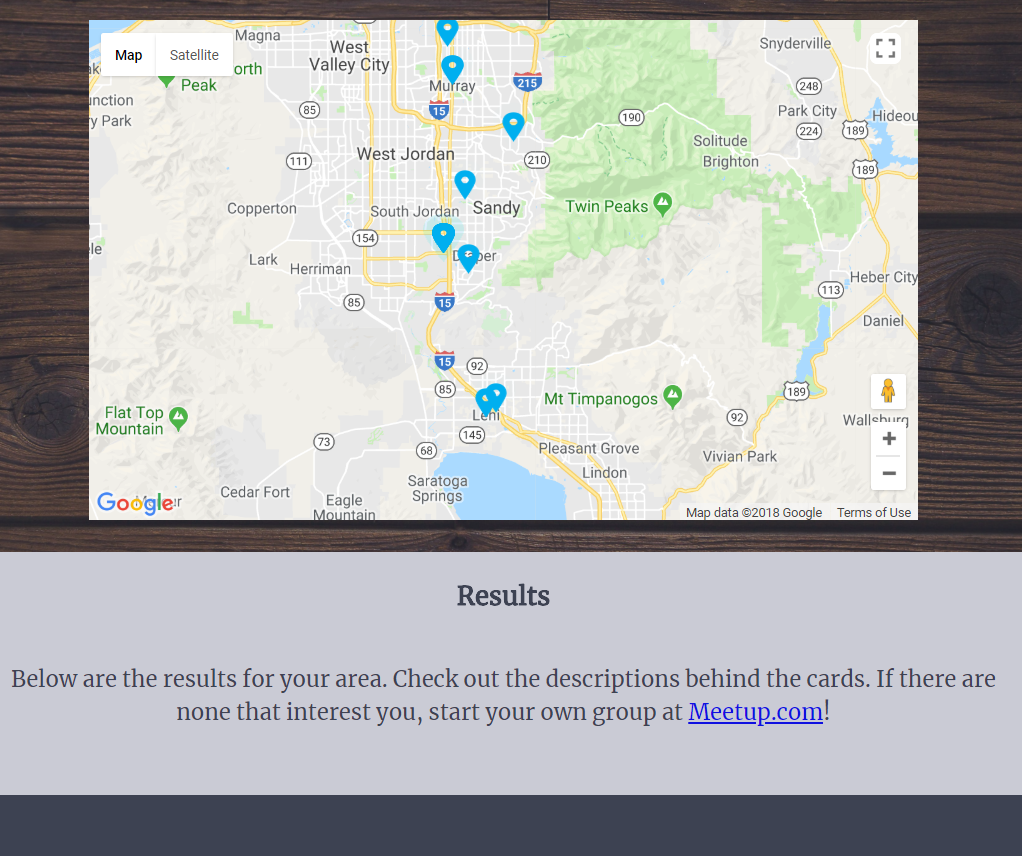 Magna
Map
Satellite
West
Valley City
Snyderville
orth
Peak
Murray
215
248
15
85
190
Park City
Hideou
224
189
y Park
Solitude
Brighton
West Jordan
111
210
189
Copperton
South Jordan
Sandy
Twin Peaks
154
Lark
Herriman
Heber City
113
85
15
Daniel
15
92
85
189
Flat Top
Mountain
Mt Timpanogos
92
Lehi
145
Wallsburg
73
68
Pleasant Grove
Vivian Park
Lindon
Saratoga
Springs
Cedar Fort
Eagle
Mountain
Google
Map data ©2018 Google
Terms of Use
Results
Below are the results for your area. Check out the descriptions behind the cards. If there are
none that interest you, start your own group at Meetup.com!